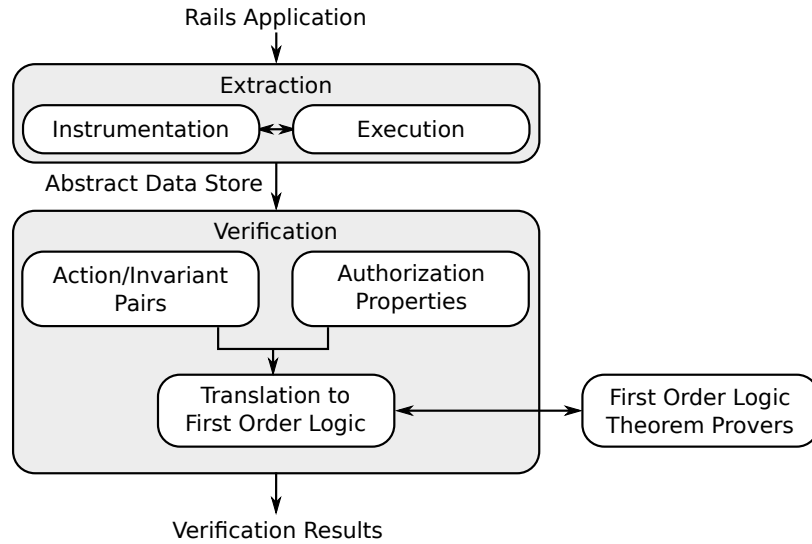 Rails Application
Extraction
Instrumentation
Execution
Abstract Data Store
Verification
Action/Invariant
Pairs
Authorization
Properties
Translation to
First Order Logic
First Order Logic
Theorem Provers
Verification Results